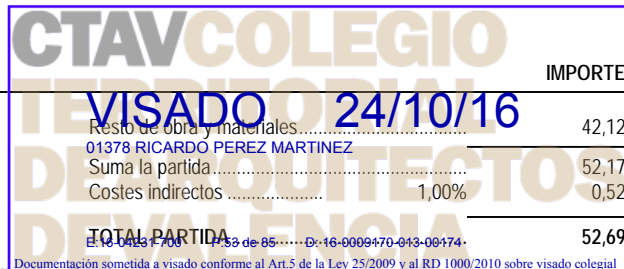 CTAVCOLEGIO
TERRITORIAL
DE ARQUITECTOS
DE VALENCIA
IMPORTE
VISADO 24/10/16
Resto de obra y materiales.................................... 42,12
01378 RICARDO PEREZ MARTINEZ
Suma la partida........................................................ 52,17
Costes indirectos ..................... 1,00% 0,52
TOTAL PARTIDA.................................................... 52,69
E:16-04231-700 P:53 de 85 D: 16-0009170-013-00174
Documentación sometida a visado conforme al Art.5 de la Ley 25/2009 y al RD 1000/2010 sobre visado colegial